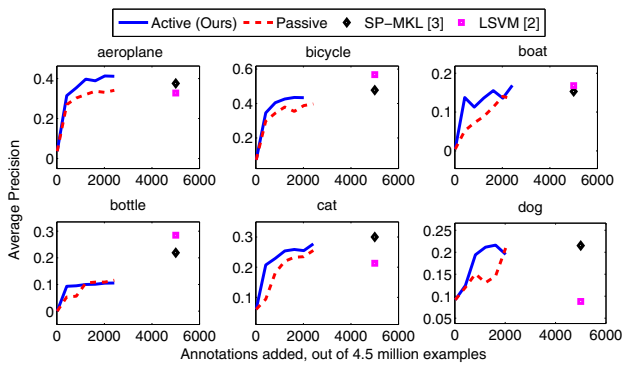 Active (Ours) Passive SP−MKL [3] LSVM [2]
aeroplane bicycle boat
0.4 0.6 0.2
0.2 0.4 0.1
0 0.2 0
0 2000 4000 6000 0 2000 4000 6000 0 2000 4000 6000
Average Precision
bottle cat dog
0.3 0.3 0.25
0.2 0.2 0.2
0.1 0.1 0.15
0 0.1
0.05
0 2000 4000 6000 0 2000 4000 6000 0 2000 4000 6000
Annotations added, out of 4.5 million examples